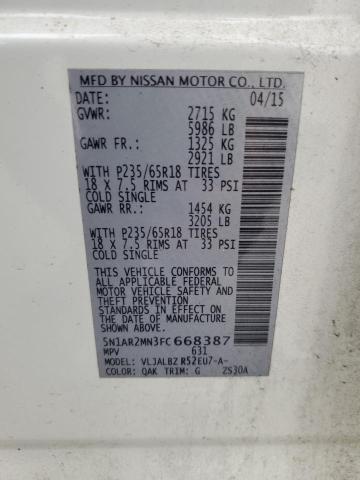 MFD BY NISSAN MOTOR CO., LTD.
DATE: 04/15
GVWR: 2715 KG
5986 LB
GAWR FR.: 1325 KG
2921 LB
WITH P235/65R18 TIRES
18 X 7.5 RIMS AT 33 PSI
COLD SINGLE
GAWR RR.: 1454 KG
3205 LB
WITH P235/65R18 TIRES
18 X 7.5 RIMS AT 33 PSI
COLD SINGLE
THIS VEHICLE CONFORMS TO
ALL APPLICABLE FEDERAL
MOTOR VEHICLE SAFETY AND
AND THEFT PREVENTION
STANDARDS IN EFFECT ON
THE DATE OF MANUFACTURE
SHOWN ABOVE.
5N1AR2MN3FC668387
MPV 631
MODEL: VLJALBZ R52EU7-A-
COLOR: QAK TRIM: G ZS30A